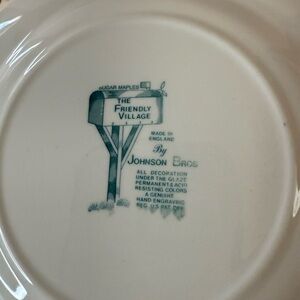 SUGAR MAPLES
THE
FRIENDLY
VILLAGE
MADE IN
ENGLAND
By
JOHNSON BROS
ALL DECORATION
UNDER THE GLAZE
PERMANENT & ACID
RESISTING COLORS
A GENUINE
HAND ENGRAVING
REG. U.S. PAT. OFF.